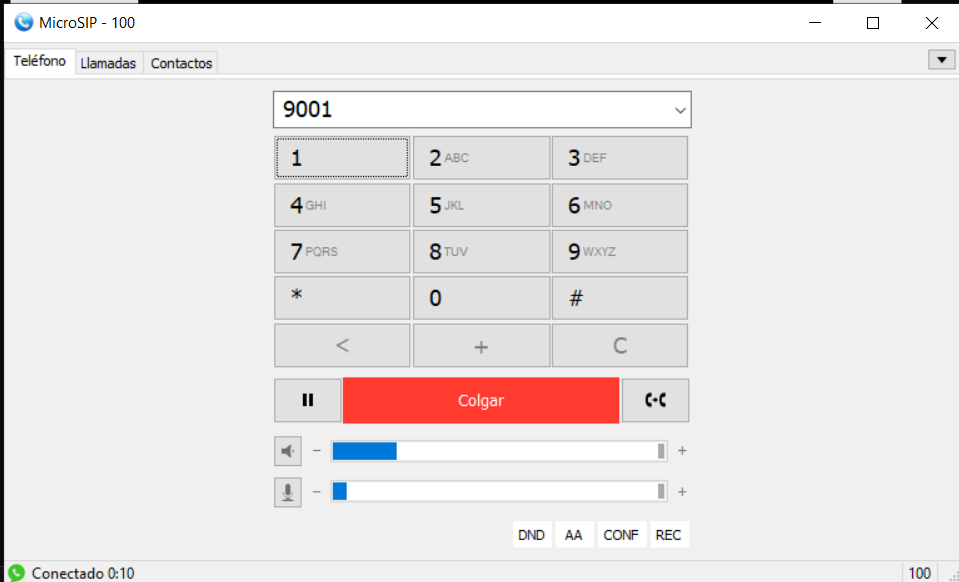 MicroSIP - 100
Teléfono Llamadas Contactos
9001
1 2 ABC 3 DEF
4 GHI 5 JKL 6 MNO
7 PQRS 8 TUV 9 WXYZ
* 0 #
< + C
Colgar
− +
− +
DND AA CONF REC
Conectado 0:10 100